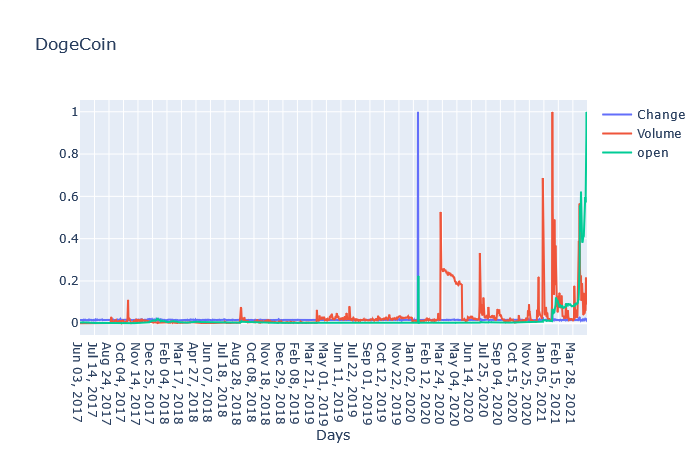 DogeCoin
1
0.8
0.6
0.4
0.2
0
Change
Volume
open
Jun 03, 2017
Jul 14, 2017
Aug 24, 2017
Oct 04, 2017
Nov 14, 2017
Dec 25, 2017
Feb 04, 2018
Mar 17, 2018
Apr 27, 2018
Jun 07, 2018
Jul 18, 2018
Aug 28, 2018
Oct 08, 2018
Nov 18, 2018
Dec 29, 2018
Feb 08, 2019
Mar 21, 2019
May 01, 2019
Jun 11, 2019
Jul 22, 2019
Sep 01, 2019
Oct 12, 2019
Nov 22, 2019
Jan 02, 2020
Feb 12, 2020
Mar 24, 2020
May 04, 2020
Jun 14, 2020
Jul 25, 2020
Sep 04, 2020
Oct 15, 2020
Nov 25, 2020
Jan 05, 2021
Feb 15, 2021
Mar 28, 2021
Days